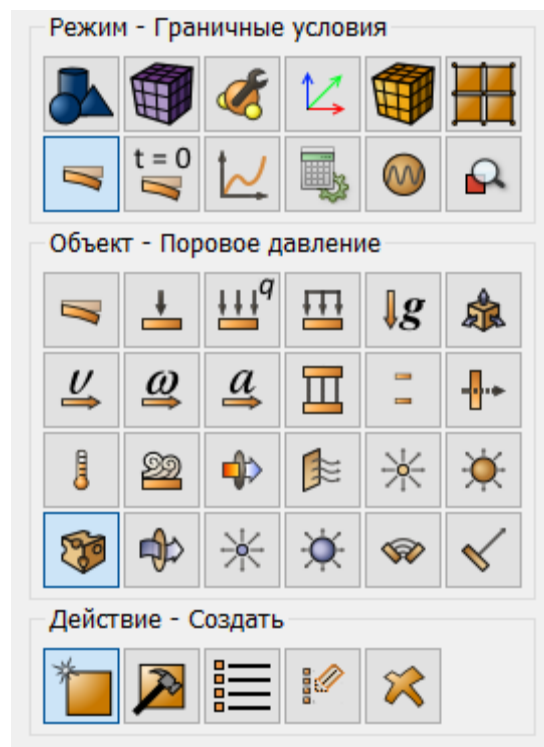 Режим - Граничные условия
t = 0
Объект - Поровое давление
q
g
υ
ω
a
Действие - Создать